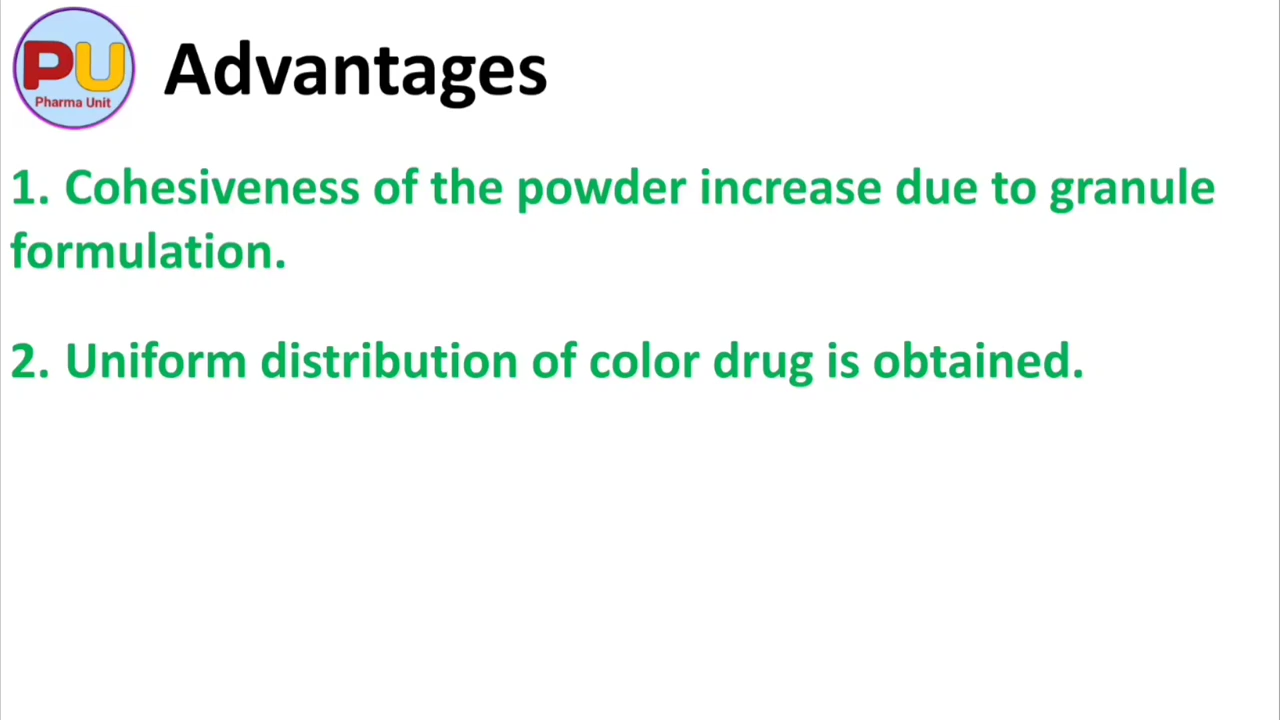 PU
Pharma Unit
Advantages
1. Cohesiveness of the powder increase due to granule
formulation.
2. Uniform distribution of color drug is obtained.